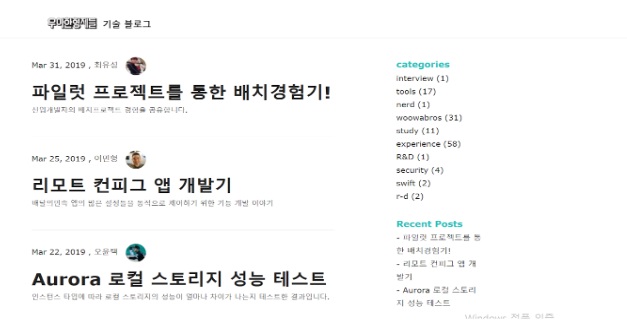 우아한형제들 기술 블로그
Mar 31, 2019 , 최유성
파일럿 프로젝트를 통한 배치경험기!
신입개발자의 배치프로젝트 경험을 공유합니다.
Mar 25, 2019 , 이민형
리모트 컨피그 앱 개발기
배달의민족 앱의 많은 설정들을 동적으로 제어하기 위한 기능 개발 이야기
Mar 22, 2019 , 오윤택
Aurora 로컬 스토리지 성능 테스트
인스턴스 타입에 따라 로컬 스토리지의 성능이 얼마나 차이가 나는지 테스트한 결과입니다.
categories
interview (1)
tools (17)
nerd (1)
woowabros (31)
study (11)
experience (58)
R&D (1)
security (4)
swift (2)
r-d (2)
Recent Posts
- 파일럿 프로젝트를 통
한 배치경험기!
- 리모트 컨피그 앱 개
발기
- Aurora 로컬 스토리
지 성능 테스트
Windows 정품 인증